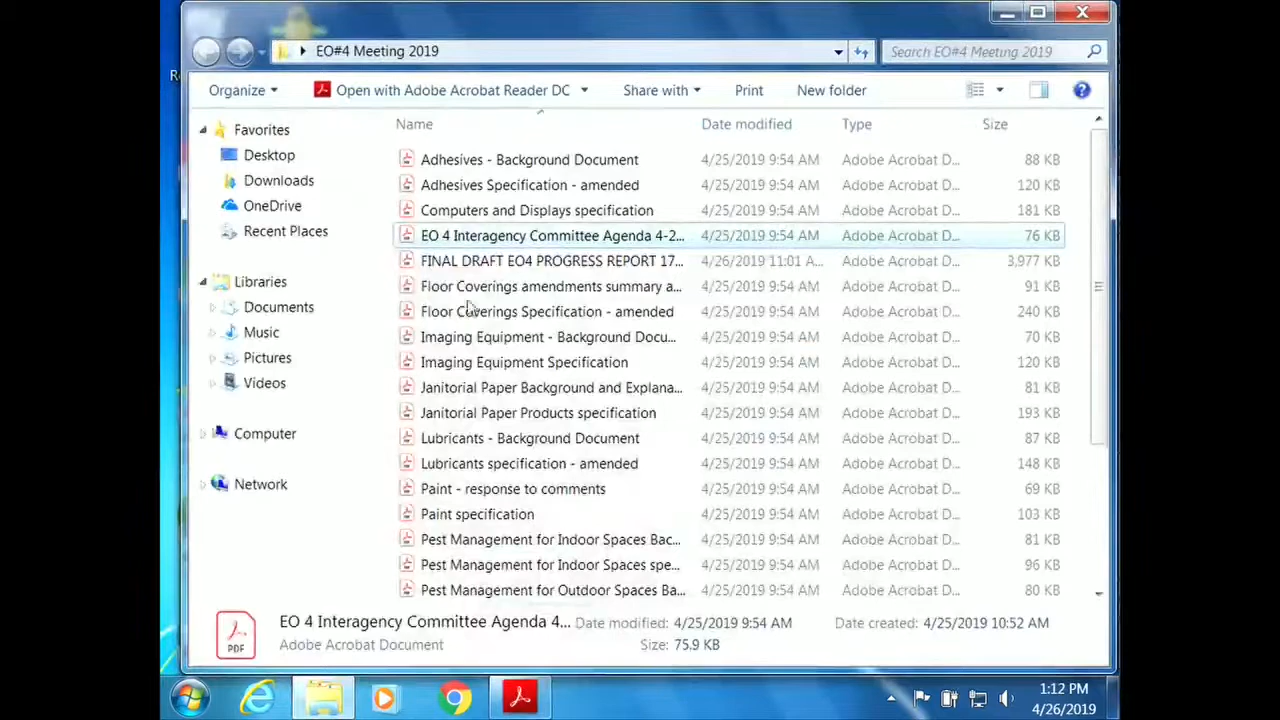 EO#4 Meeting 2019
Search EO#4 Meeting 2019
Organize
Open with Adobe Acrobat Reader DC
Share with
Print
New folder
Name Date modified Type Size
Favorites
Desktop
Downloads
OneDrive
Recent Places
Libraries
Documents
Music
Pictures
Videos
Computer
Network
Adhesives - Background Document 4/25/2019 9:54 AM Adobe Acrobat D... 88 KB
Adhesives Specification - amended 4/25/2019 9:54 AM Adobe Acrobat D... 120 KB
Computers and Displays specification 4/25/2019 9:54 AM Adobe Acrobat D... 181 KB
EO 4 Interagency Committee Agenda 4-2... 4/25/2019 9:54 AM Adobe Acrobat D... 76 KB
FINAL DRAFT EO4 PROGRESS REPORT 17... 4/26/2019 11:01 A... Adobe Acrobat D... 3,977 KB
Floor Coverings amendments summary a... 4/25/2019 9:54 AM Adobe Acrobat D... 91 KB
Floor Coverings Specification - amended 4/25/2019 9:54 AM Adobe Acrobat D... 240 KB
Imaging Equipment - Background Docu... 4/25/2019 9:54 AM Adobe Acrobat D... 70 KB
Imaging Equipment Specification 4/25/2019 9:54 AM Adobe Acrobat D... 120 KB
Janitorial Paper Background and Explana... 4/25/2019 9:54 AM Adobe Acrobat D... 81 KB
Janitorial Paper Products specification 4/25/2019 9:54 AM Adobe Acrobat D... 193 KB
Lubricants - Background Document 4/25/2019 9:54 AM Adobe Acrobat D... 87 KB
Lubricants specification - amended 4/25/2019 9:54 AM Adobe Acrobat D... 148 KB
Paint - response to comments 4/25/2019 9:54 AM Adobe Acrobat D... 69 KB
Paint specification 4/25/2019 9:54 AM Adobe Acrobat D... 103 KB
Pest Management for Indoor Spaces Bac... 4/25/2019 9:54 AM Adobe Acrobat D... 81 KB
Pest Management for Indoor Spaces spe... 4/25/2019 9:54 AM Adobe Acrobat D... 96 KB
Pest Management for Outdoor Spaces Ba... 4/25/2019 9:54 AM Adobe Acrobat D... 80 KB
PDF
EO 4 Interagency Committee Agenda 4... Date modified: 4/25/2019 9:54 AM Date created: 4/25/2019 10:52 AM
Adobe Acrobat Document Size: 75.9 KB
1:12 PM
4/26/2019